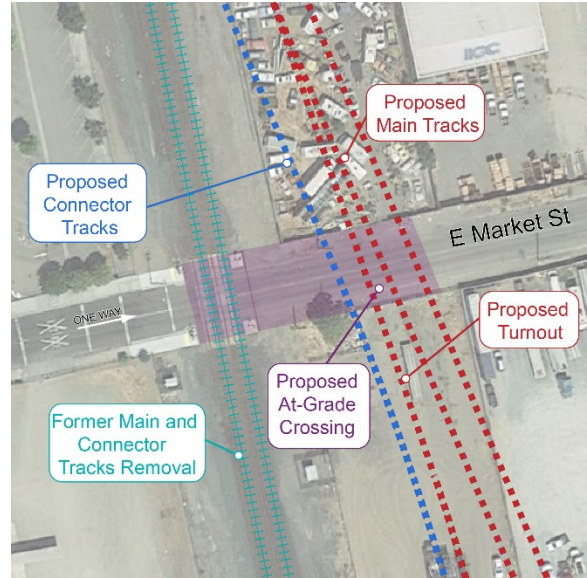 Proposed
Main Tracks
Proposed
Connector
Tracks
E Market St
ONE WAY
Proposed
Turnout
Proposed
At-Grade
Crossing
Former Main and
Connector
Tracks Removal